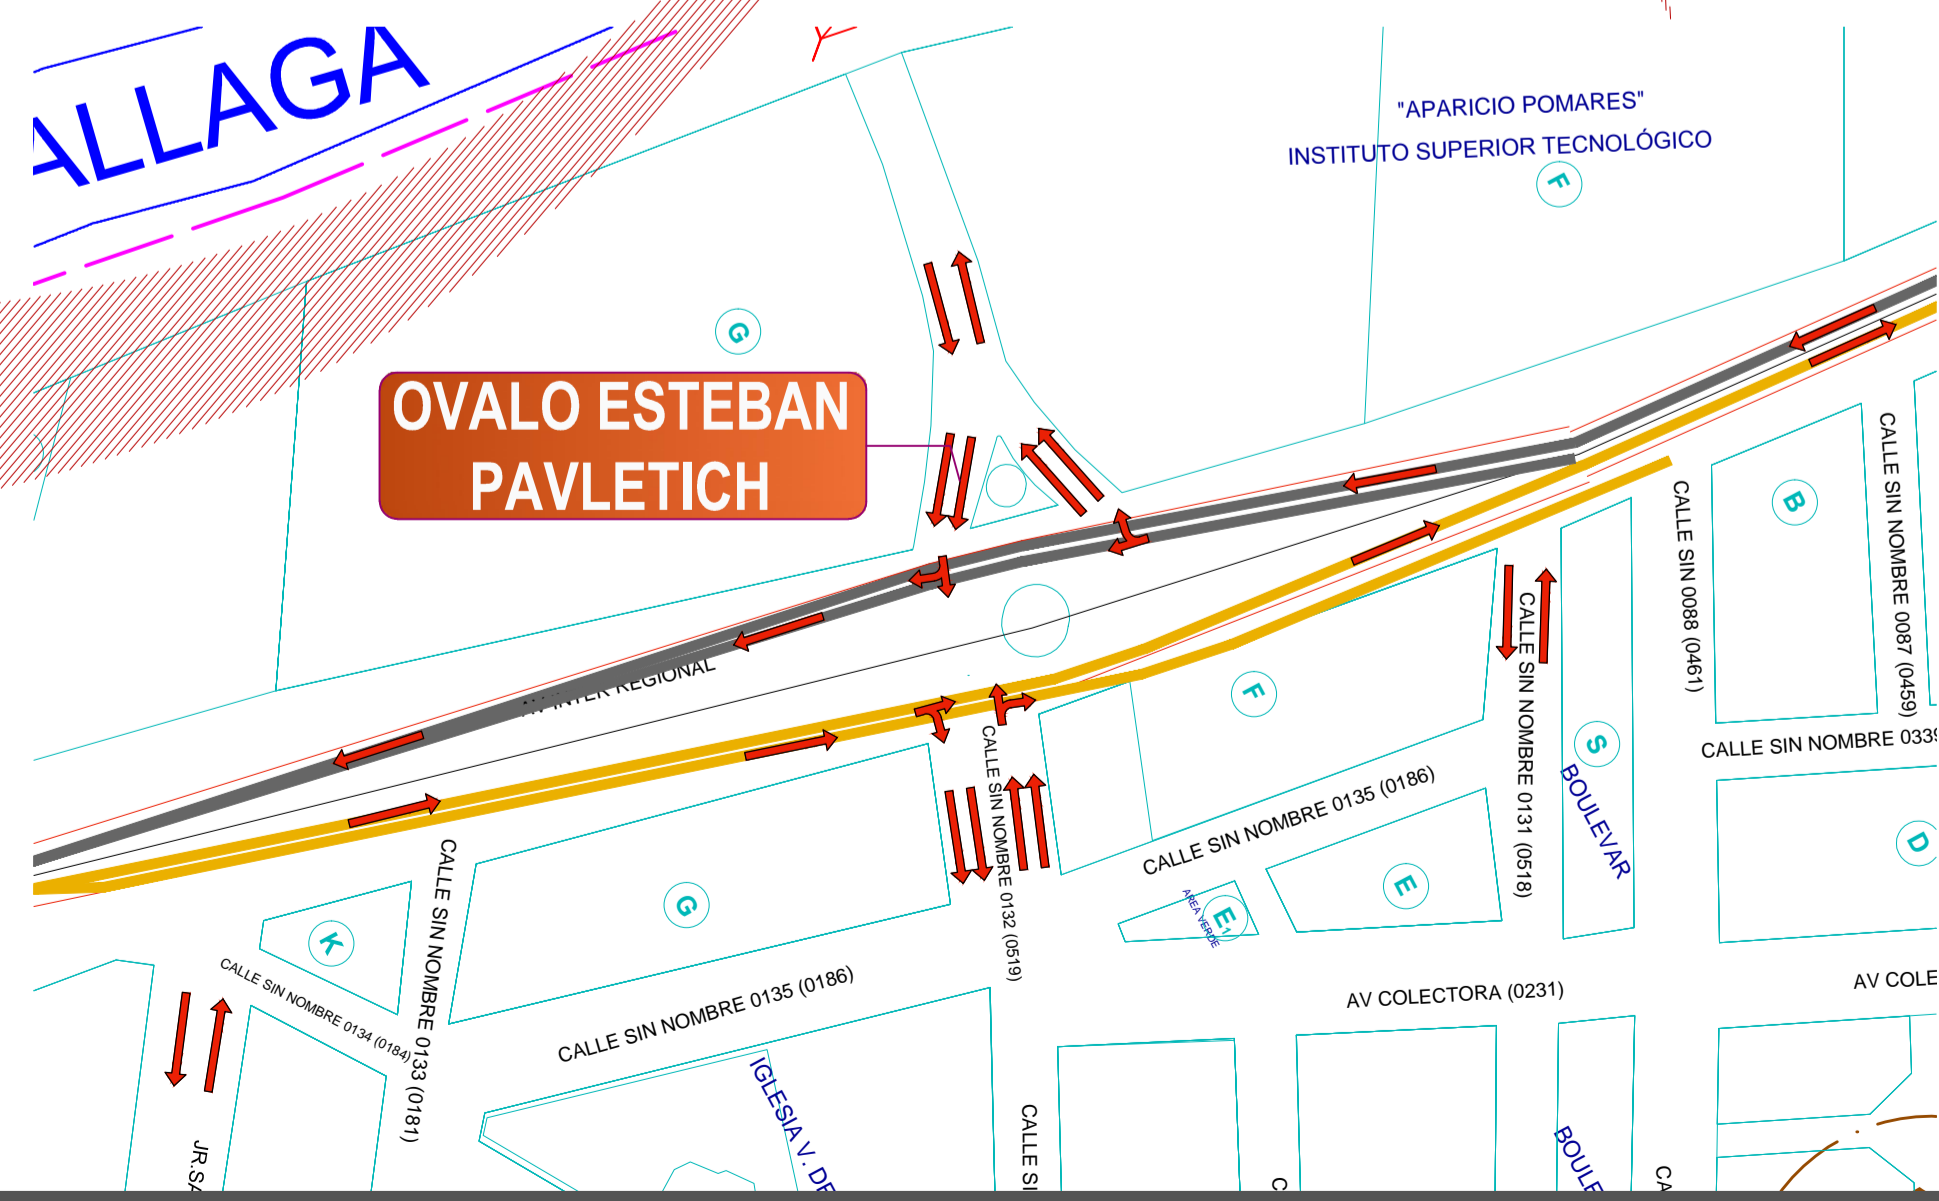 ALLAGA
"APARICIO POMARES"
INSTITUTO SUPERIOR TECNOLÓGICO
F
G
OVALO ESTEBAN
PAVLETICH
INTER REGIONAL
B
CALLE SIN NOMBRE 0087 (0459)
CALLE SIN 0088 (0461)
CALLE SIN NOMBRE 0131 (0518)
F
S
BOULEVAR
CALLE SIN NOMBRE 0339
CALLE SIN NOMBRE 0132 (0519)
CALLE SIN NOMBRE 0135 (0186)
D
E
E1
AREA VERDE
G
K
CALLE SIN NOMBRE 0133 (0181)
CALLE SIN NOMBRE 0134 (0184)
CALLE SIN NOMBRE 0135 (0186)
AV COLECTORA (0231)
AV COLE
IGLESIA V. DE
JR.SA
CALLE SI
C
BOULE
CA